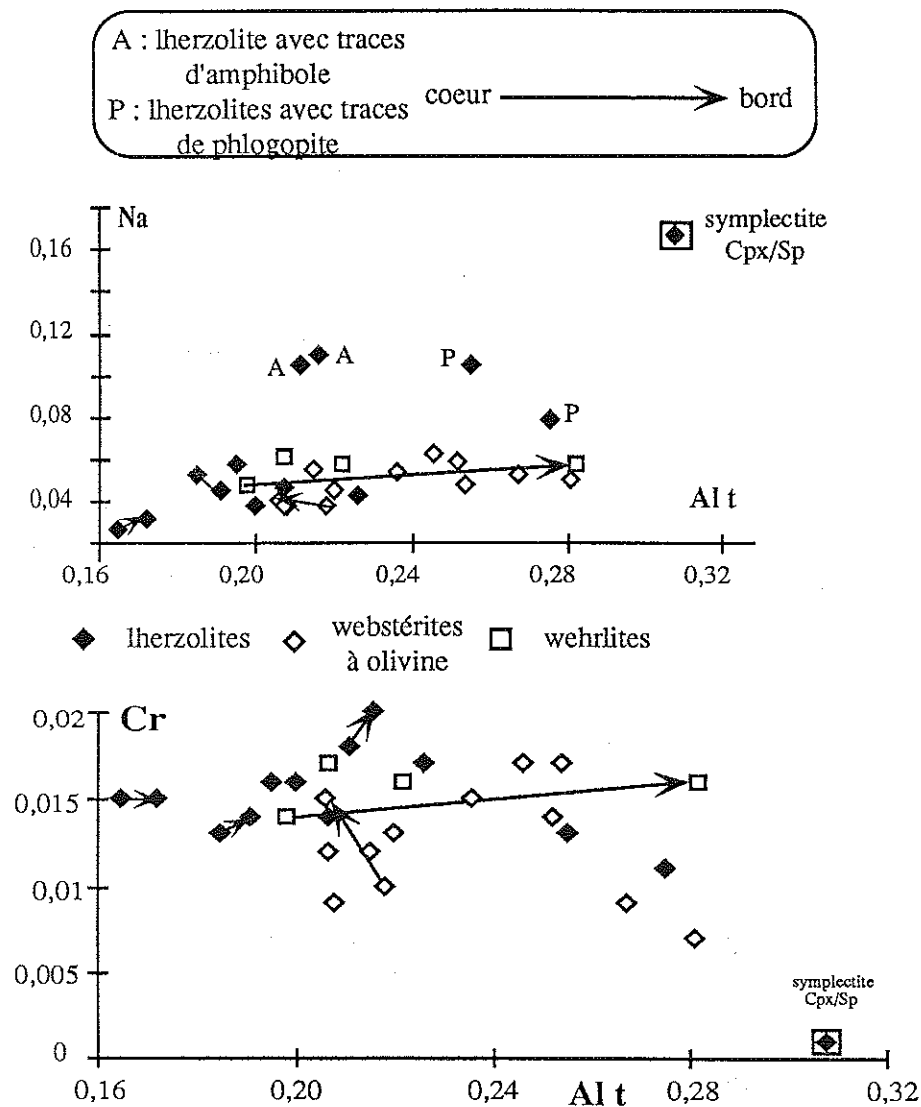 A : lherzolite avec traces
d'amphibole
P : lherzolites avec traces
de phlogopite
coeur
bord
Na
symplectite
Cpx/Sp
0,16
0,12
A
A
P
P
0,08
0,04
Al t
0,16
0,20
0,24
0,28
0,32
lherzolites
webstérites
à olivine
wehrlites
0,02
Cr
0,015
0,01
0,005
symplectite
Cpx/Sp
0
0,16
0,20
0,24
Al t
0,28
0,32